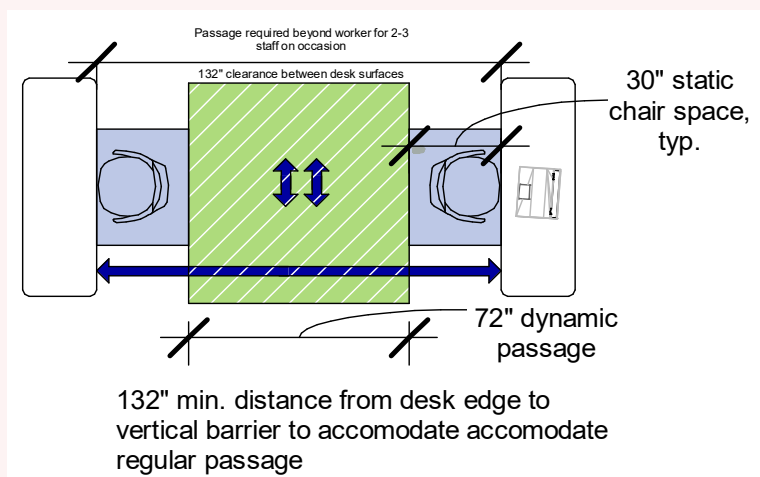 Passage required beyond worker for 2-3
staff on occasion
132" clearance between desk surfaces
30" static
chair space,
typ.
72" dynamic
passage
132" min. distance from desk edge to
vertical barrier to accomodate accomodate
regular passage